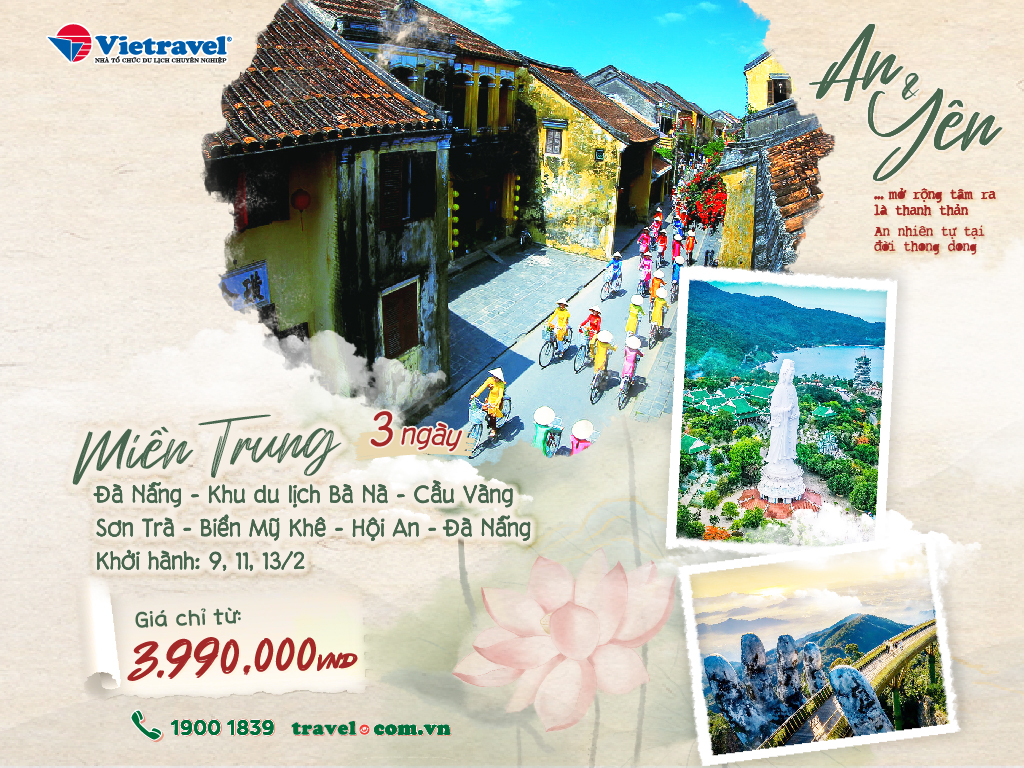 Vietravel®
NHÀ TỔ CHỨC DU LỊCH CHUYÊN NGHIỆP
An & Yên
... mở rộng tâm ra
là thanh thản
An nhiên tự tại
đời thong dong
Miền Trung 3 ngày
Đà Nẵng - Khu du lịch Bà Nà - Cầu Vàng
Sơn Trà - Biển Mỹ Khê - Hội An - Đà Nẵng
Khởi hành: 9, 11, 13/2
Giá chỉ từ:
3.990.000VND
1900 1839 travel.com.vn